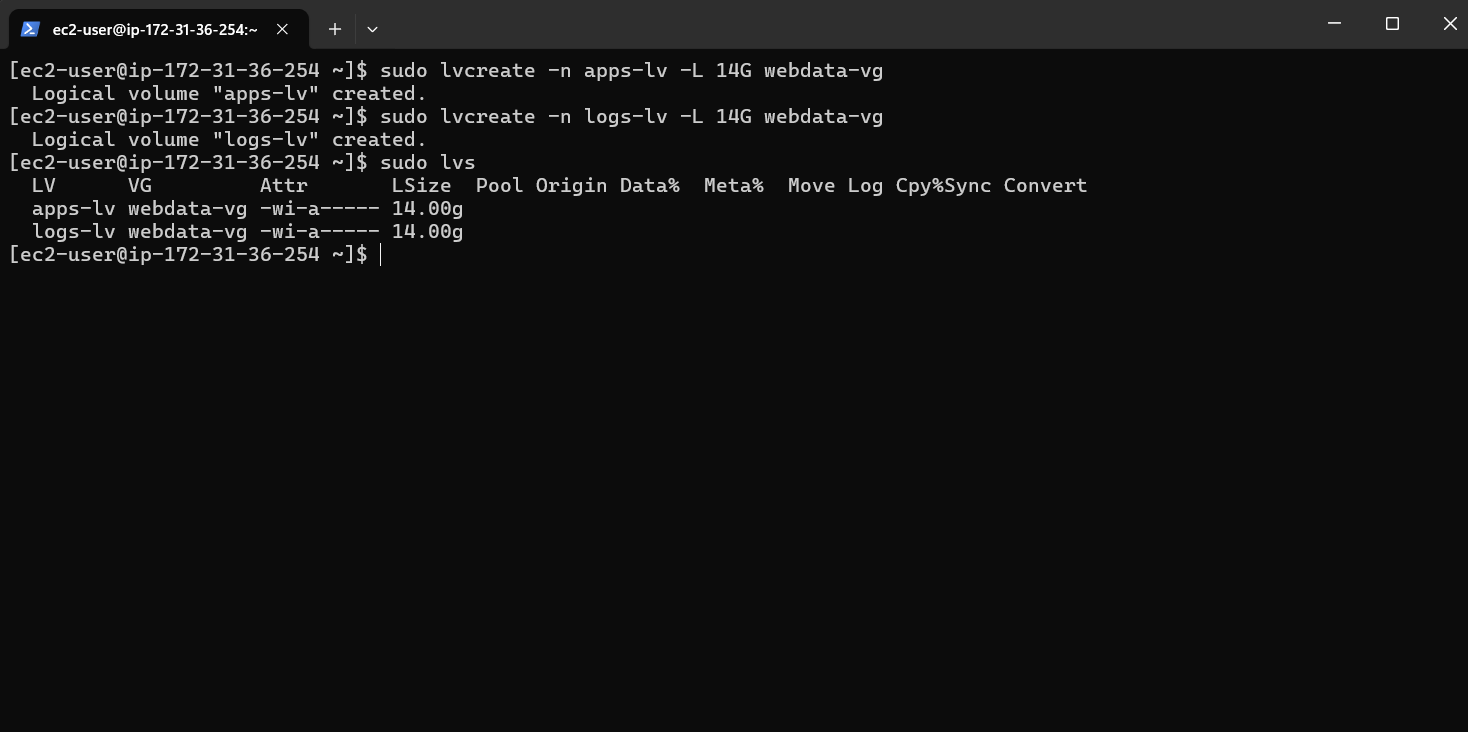 ec2-user@ip-172-31-36-254:~
[ec2-user@ip-172-31-36-254 ~]$ sudo lvcreate -n apps-lv -L 14G webdata-vg
  Logical volume "apps-lv" created.
[ec2-user@ip-172-31-36-254 ~]$ sudo lvcreate -n logs-lv -L 14G webdata-vg
  Logical volume "logs-lv" created.
[ec2-user@ip-172-31-36-254 ~]$ sudo lvs
  LV      VG         Attr       LSize  Pool Origin Data%  Meta%  Move Log Cpy%Sync Convert
  apps-lv webdata-vg -wi-a----- 14.00g
  logs-lv webdata-vg -wi-a----- 14.00g
[ec2-user@ip-172-31-36-254 ~]$